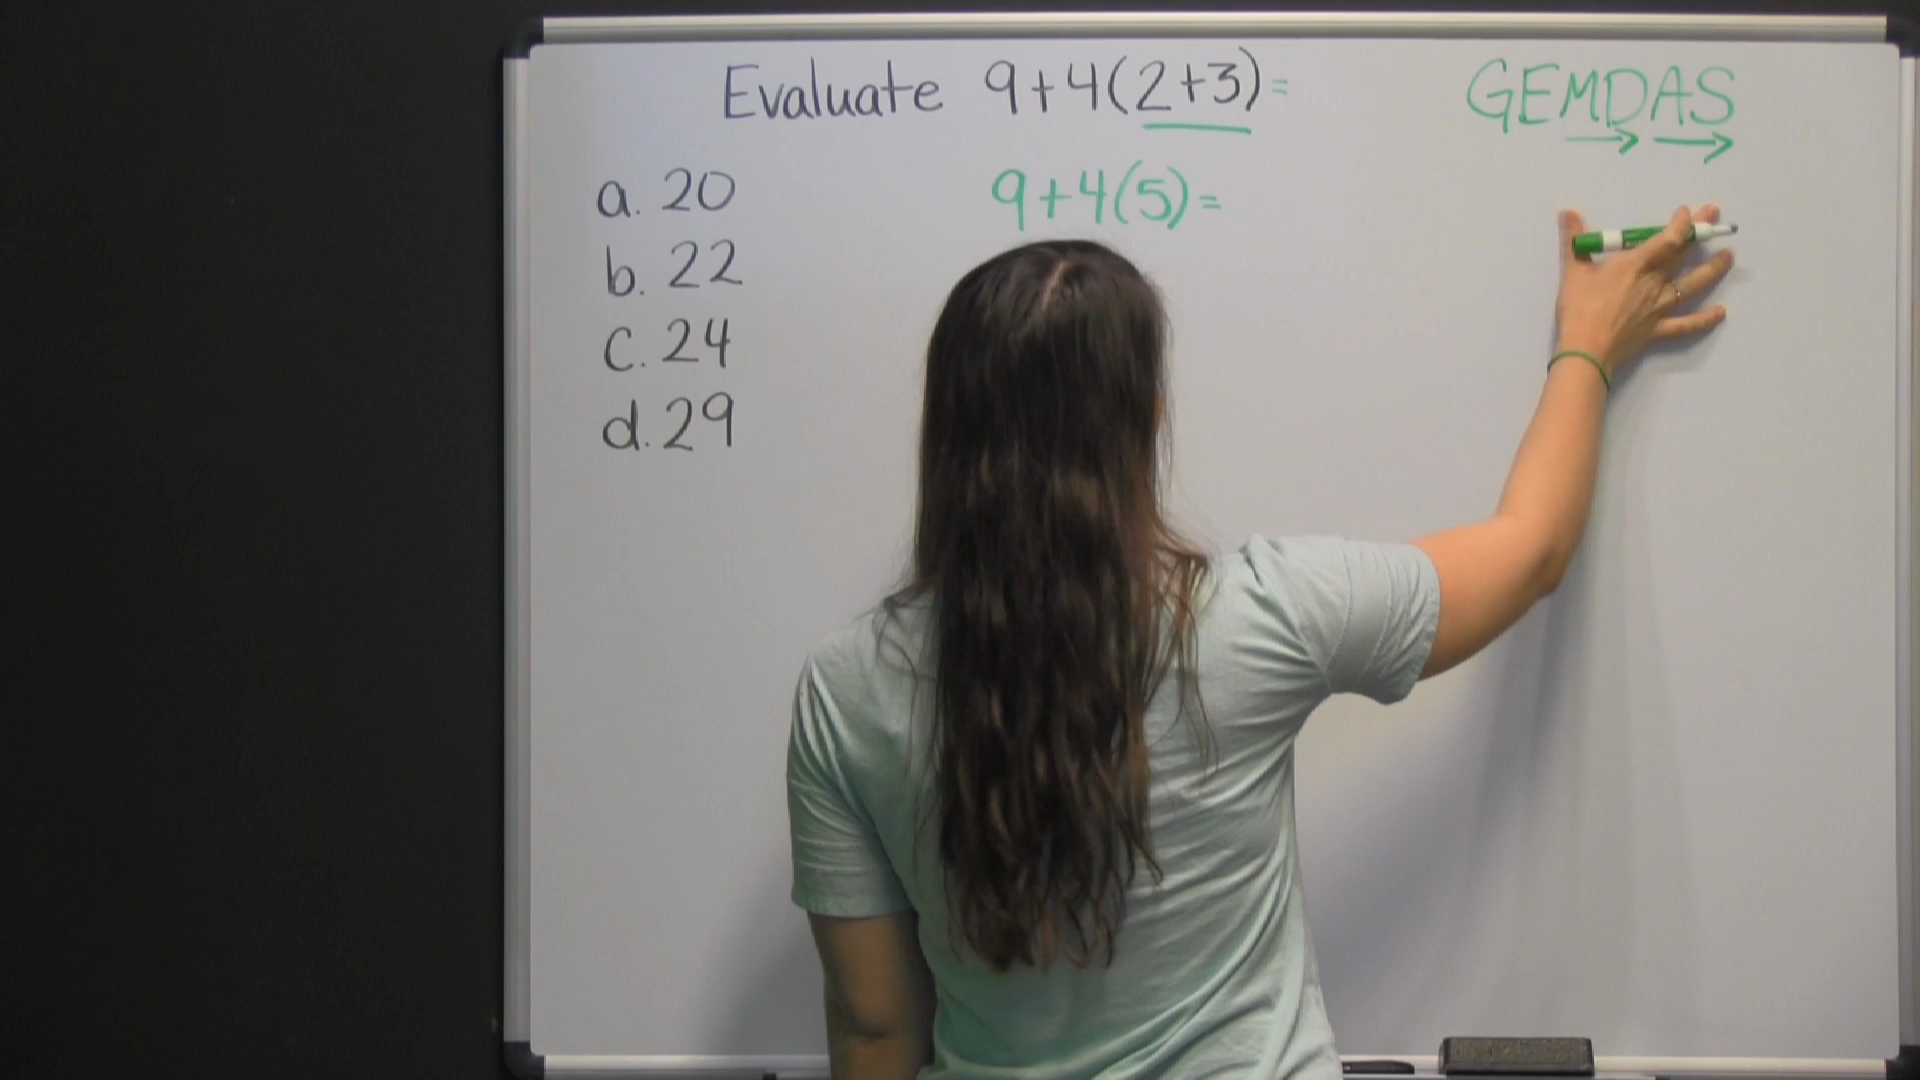 Evaluate 9+4(2+3)=
GEMDAS
9+4(5)=
a. 20
b. 22
c. 24
d. 29